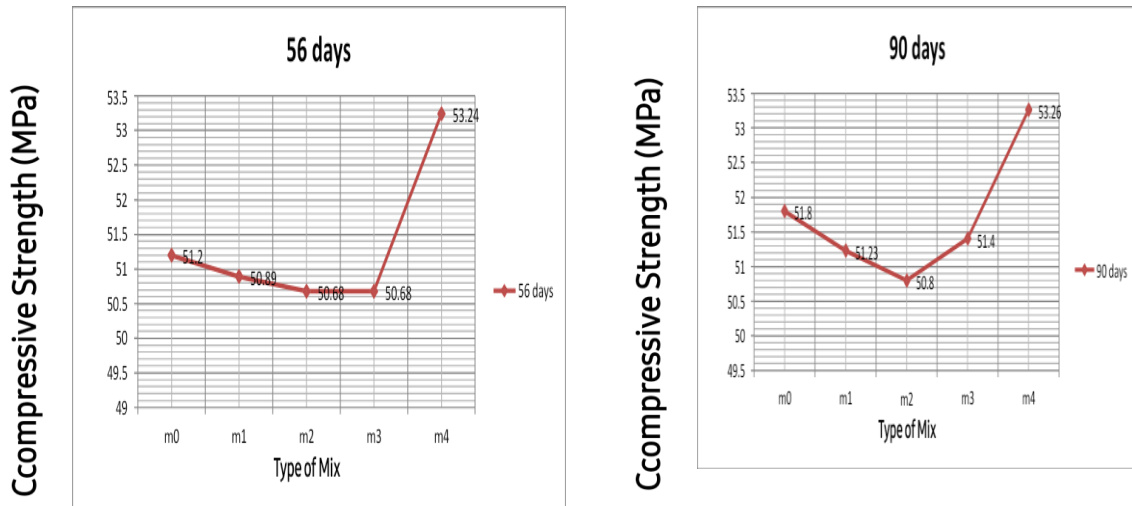 Ccompressive Strength (MPa)
56 days
53.5
53
52.5
52
51.5
51
50.5
50
49.5
49
53.24
51.2
50.89
50.68
50.68
56 days
m0 m1 m2 m3 m4
Type of Mix
Ccompressive Strength (MPa)
90 days
53.5
53
52.5
52
51.5
51
50.5
50
49.5
53.26
51.8
51.23
50.8
51.4
90 days
m0 m1 m2 m3 m4
Type of Mix